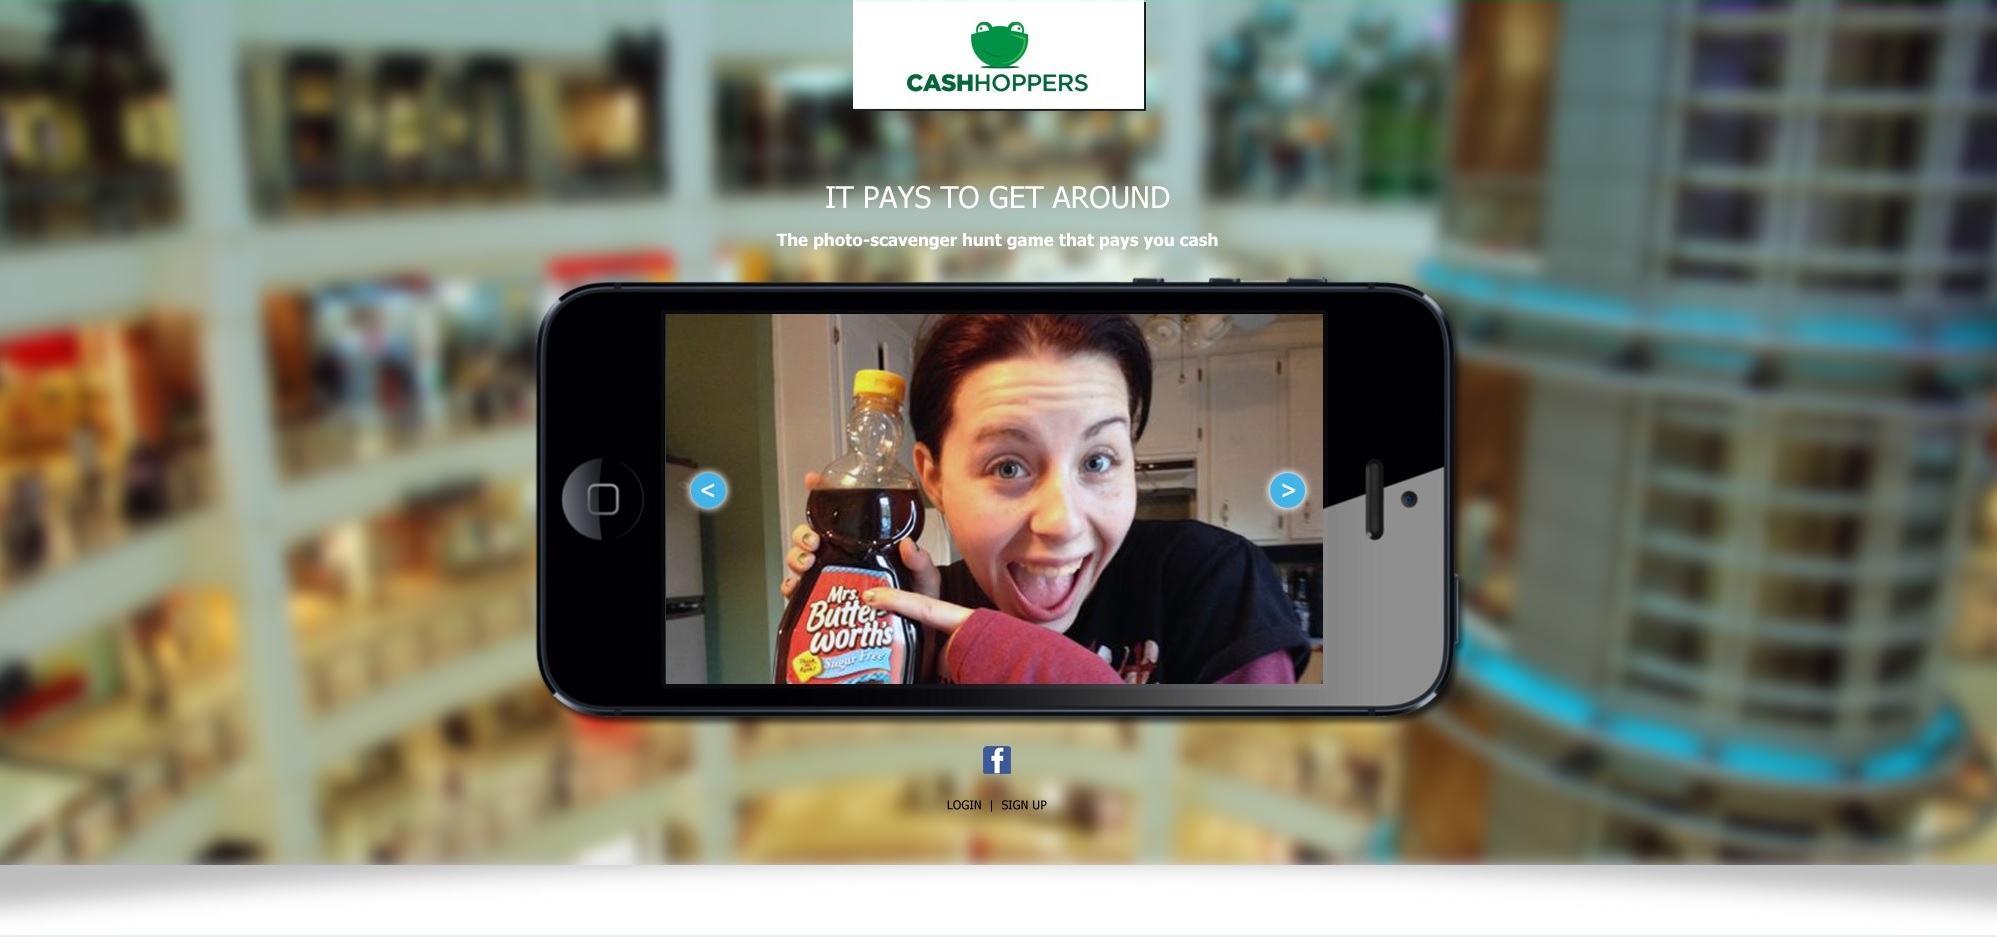 CASHHOPPERS
IT PAYS TO GET AROUND
The photo-scavenger hunt game that pays you cash
<
>
Mrs.
Butter-
worth's
Sugar Free
f
LOGIN | SIGN UP